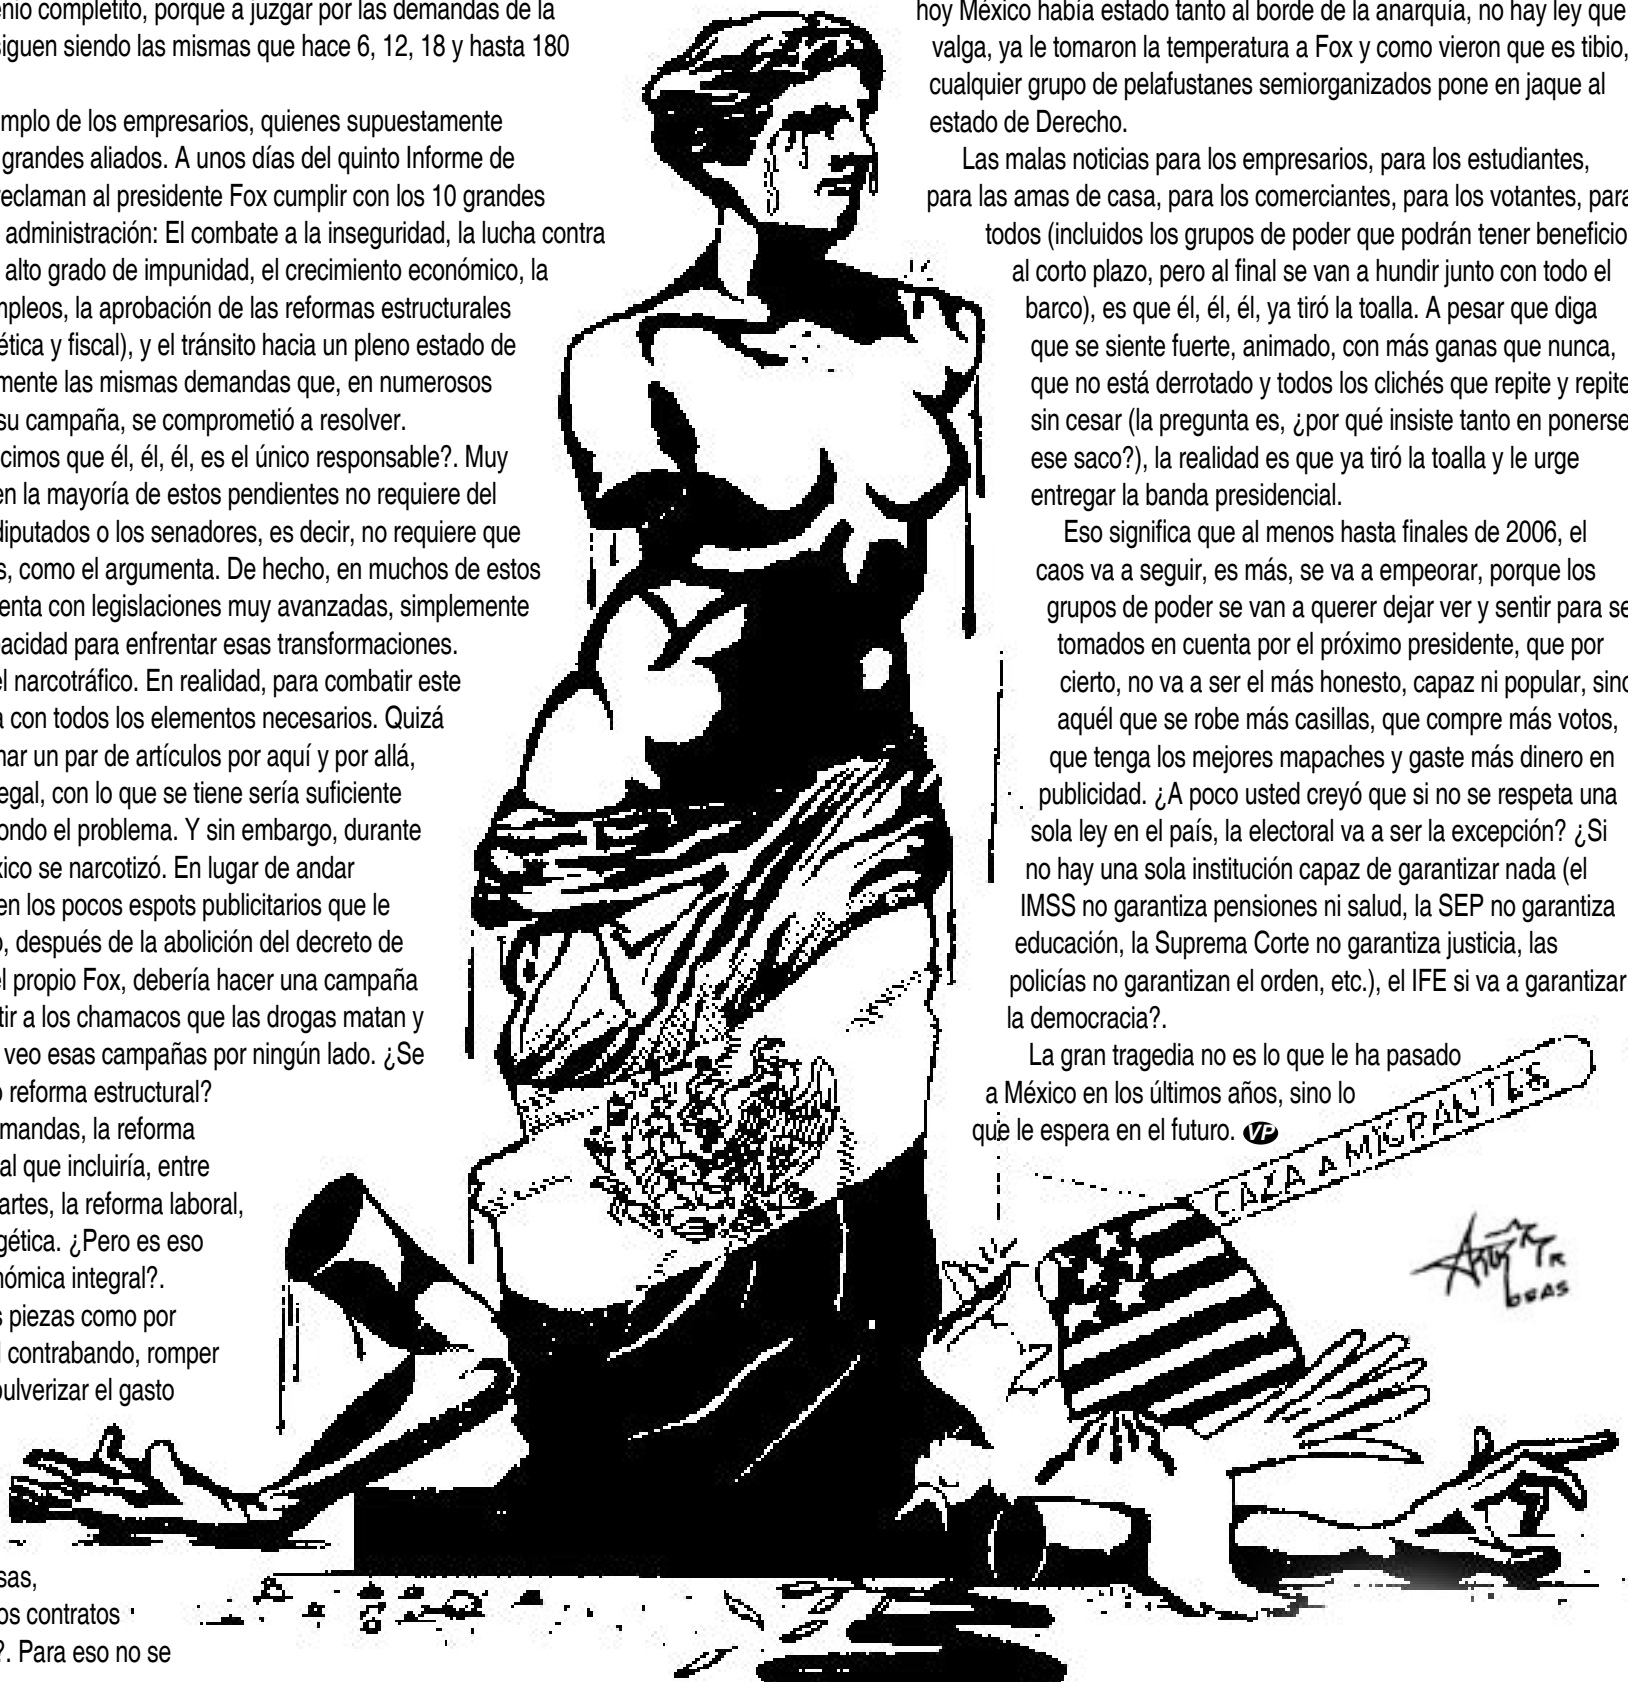 enio completito, porque a juzgar por las demandas de la
siguen siendo las mismas que hace 6, 12, 18 y hasta 180
mplo de los empresarios, quienes supuestamente
grandes aliados. A unos días del quinto Informe de
reclaman al presidente Fox cumplir con los 10 grandes
administración: El combate a la inseguridad, la lucha contra
alto grado de impunidad, el crecimiento económico, la
mpleos, la aprobación de las reformas estructurales
ética y fiscal), y el tránsito hacia un pleno estado de
mente las mismas demandas que, en numerosos
su campaña, se comprometió a resolver.
cimos que él, él, él, es el único responsable?. Muy
en la mayoría de estos pendientes no requiere del
diputados o los senadores, es decir, no requiere que
s, como el argumenta. De hecho, en muchos de estos
enta con legislaciones muy avanzadas, simplemente
acidad para enfrentar esas transformaciones.
el narcotráfico. En realidad, para combatir este
a con todos los elementos necesarios. Quizá
nar un par de artículos por aquí y por allá,
egal, con lo que se tiene sería suficiente
ondo el problema. Y sin embargo, durante
xico se narcotizó. En lugar de andar
en los pocos espots publicitarios que le
o, después de la abolición del decreto de
el propio Fox, debería hacer una campaña
tir a los chamacos que las drogas matan y
veo esas campañas por ningún lado. ¿Se
o reforma estructural?
mandas, la reforma
al que incluiría, entre
artes, la reforma laboral,
gética. ¿Pero es eso
nómica integral?.
s piezas como por
l contrabando, romper
pulverizar el gasto
sas,
os contratos
?. Para eso no se
hoy México había estado tanto al borde de la anarquía, no hay ley que
valga, ya le tomaron la temperatura a Fox y como vieron que es tibio,
cualquier grupo de pelafustanes semiorganizados pone en jaque al
estado de Derecho.
Las malas noticias para los empresarios, para los estudiantes,
para las amas de casa, para los comerciantes, para los votantes, para
todos (incluidos los grupos de poder que podrán tener beneficio
al corto plazo, pero al final se van a hundir junto con todo el
barco), es que él, él, él, ya tiró la toalla. A pesar que diga
que se siente fuerte, animado, con más ganas que nunca,
que no está derrotado y todos los clichés que repite y repite
sin cesar (la pregunta es, ¿por qué insiste tanto en ponerse
ese saco?), la realidad es que ya tiró la toalla y le urge
entregar la banda presidencial.
Eso significa que al menos hasta finales de 2006, el
caos va a seguir, es más, se va a empeorar, porque los
grupos de poder se van a querer dejar ver y sentir para se
tomados en cuenta por el próximo presidente, que por
cierto, no va a ser el más honesto, capaz ni popular, sino
aquél que se robe más casillas, que compre más votos,
que tenga los mejores mapaches y gaste más dinero en
publicidad. ¿A poco usted creyó que si no se respeta una
sola ley en el país, la electoral va a ser la excepción? ¿Si
no hay una sola institución capaz de garantizar nada (el
IMSS no garantiza pensiones ni salud, la SEP no garantiza
educación, la Suprema Corte no garantiza justicia, las
policías no garantizan el orden, etc.), el IFE si va a garantizar
la democracia?.
La gran tragedia no es lo que le ha pasado
a México en los últimos años, sino lo
que le espera en el futuro. VP
CAZA A MIGRANTES